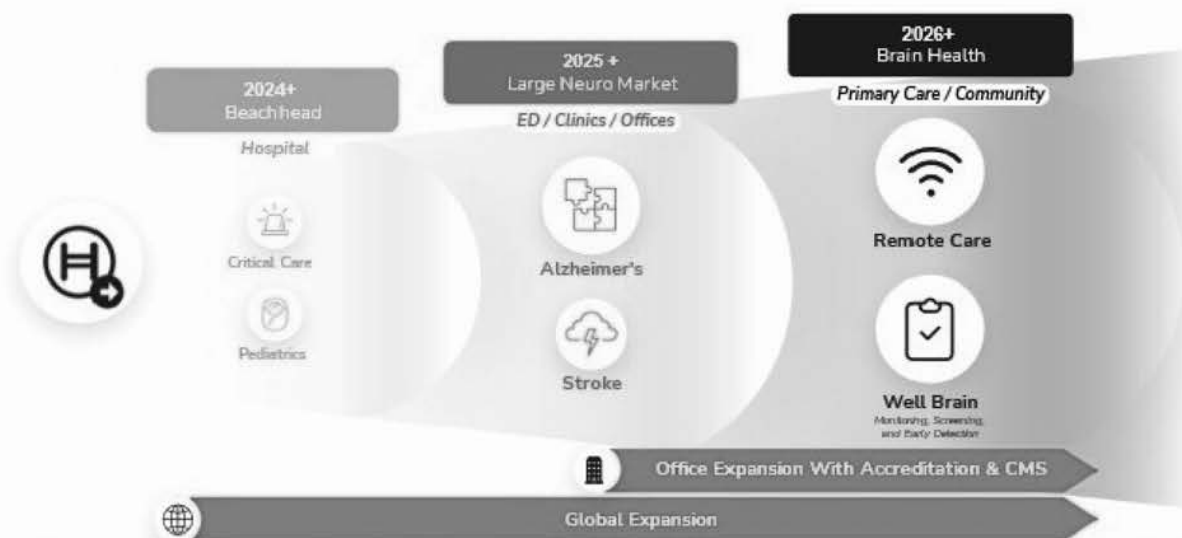 2024+
Beachhead
Hospital
Critical Care
Pediatrics
2025 +
Large Neuro Market
ED / Clinics / Offices
Alzheimer's
Stroke
2026+
Brain Health
Primary Care / Community
Remote Care
Well Brain
Monitoring, Screening,
and Early Detection
Office Expansion With Accreditation & CMS
Global Expansion